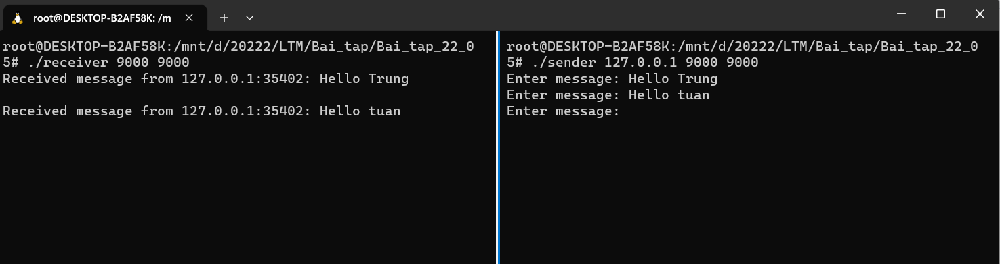 root@DESKTOP-B2AF58K: /m
root@DESKTOP-B2AF58K:/mnt/d/20222/LTM/Bai_tap/Bai_tap_22_0
5# ./receiver 9000 9000
Received message from 127.0.0.1:35402: Hello Trung
Received message from 127.0.0.1:35402: Hello tuan
root@DESKTOP-B2AF58K:/mnt/d/20222/LTM/Bai_tap/Bai_tap_22_0
5# ./sender 127.0.0.1 9000 9000
Enter message: Hello Trung
Enter message: Hello tuan
Enter message: